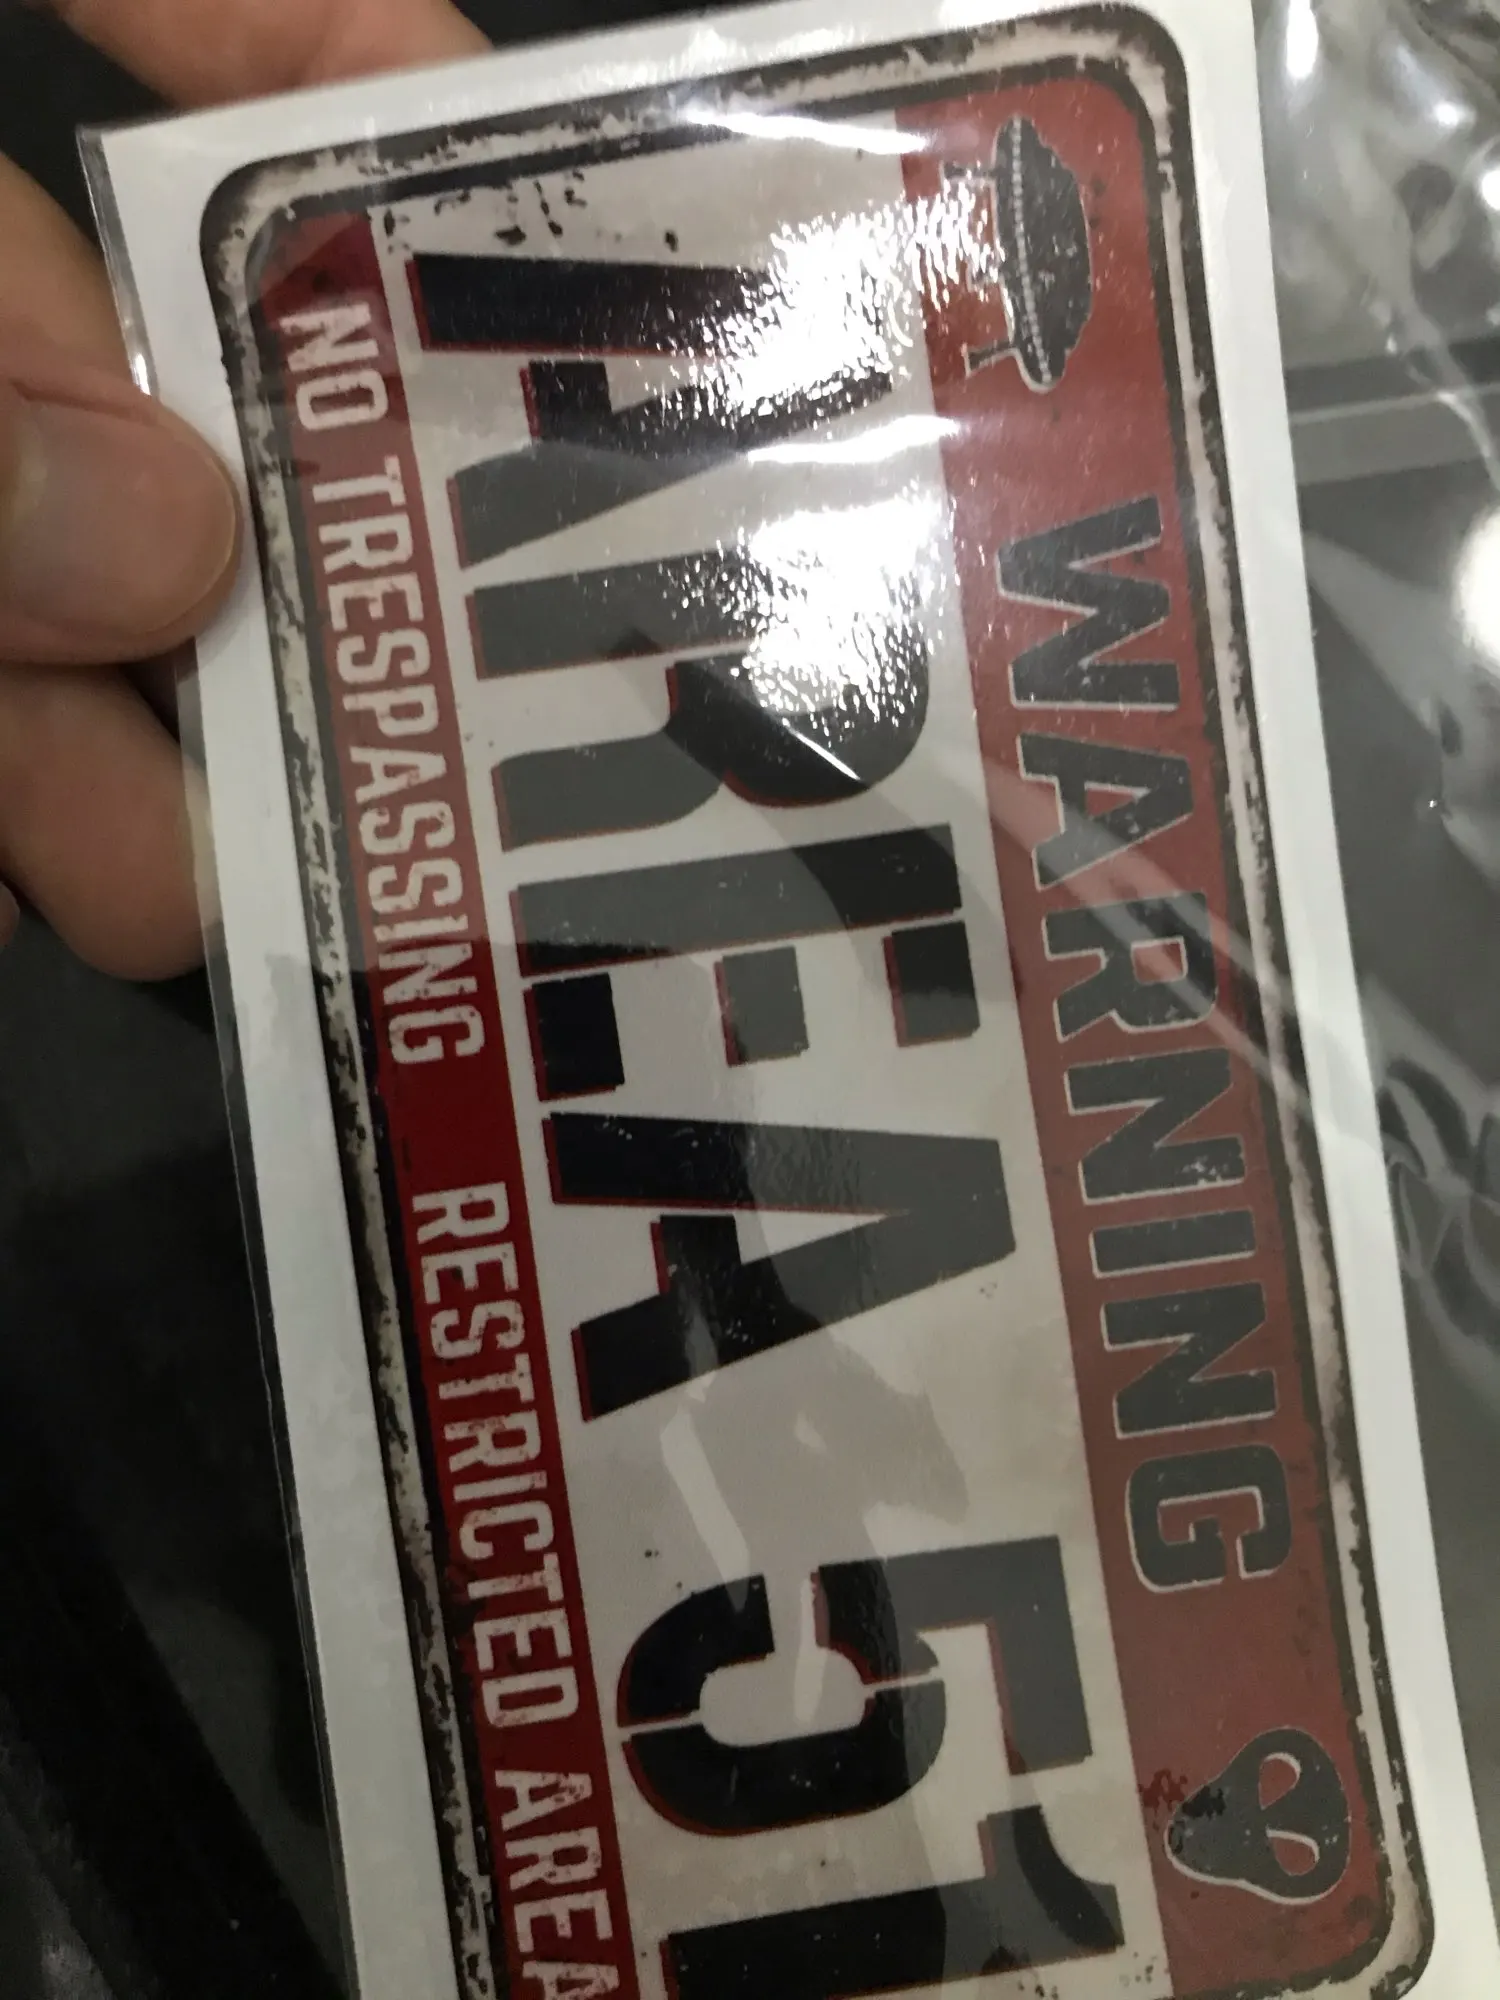 WARNING
AREA 51
NO TRESPASSING RESTRICTED AREA